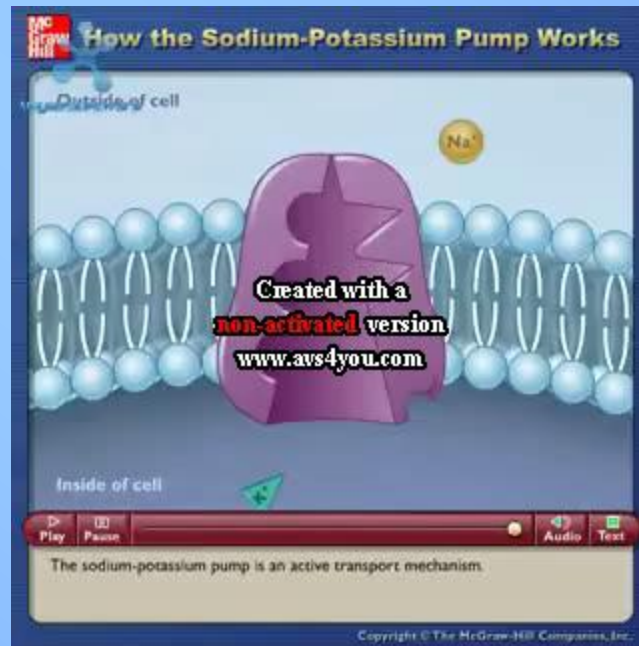 Mc
Graw
Hill
How the Sodium-Potassium Pump Works
Outside of cell
Na⁺
Created with a
non-activated version
www.avs4you.com
Inside of cell
K⁺
Play
Pause
Audio
Text
The sodium-potassium pump is an active transport mechanism.
Copyright © The McGraw-Hill Companies, Inc.